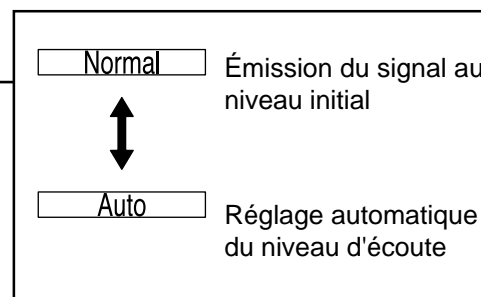 Normal
Émission du signal au
niveau initial
Auto
Réglage automatique
du niveau d'écoute